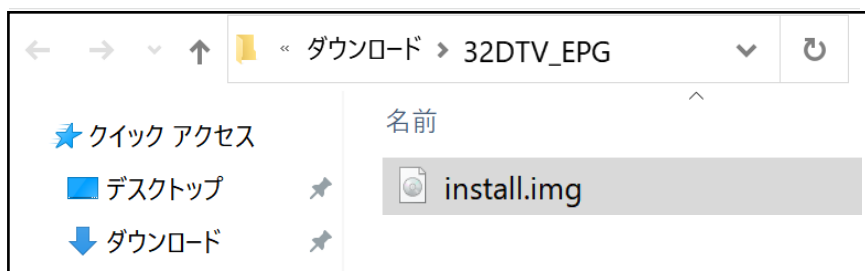 « ダウンロード > 32DTV_EPG
クイック アクセス
デスクトップ
ダウンロード
名前
install.img